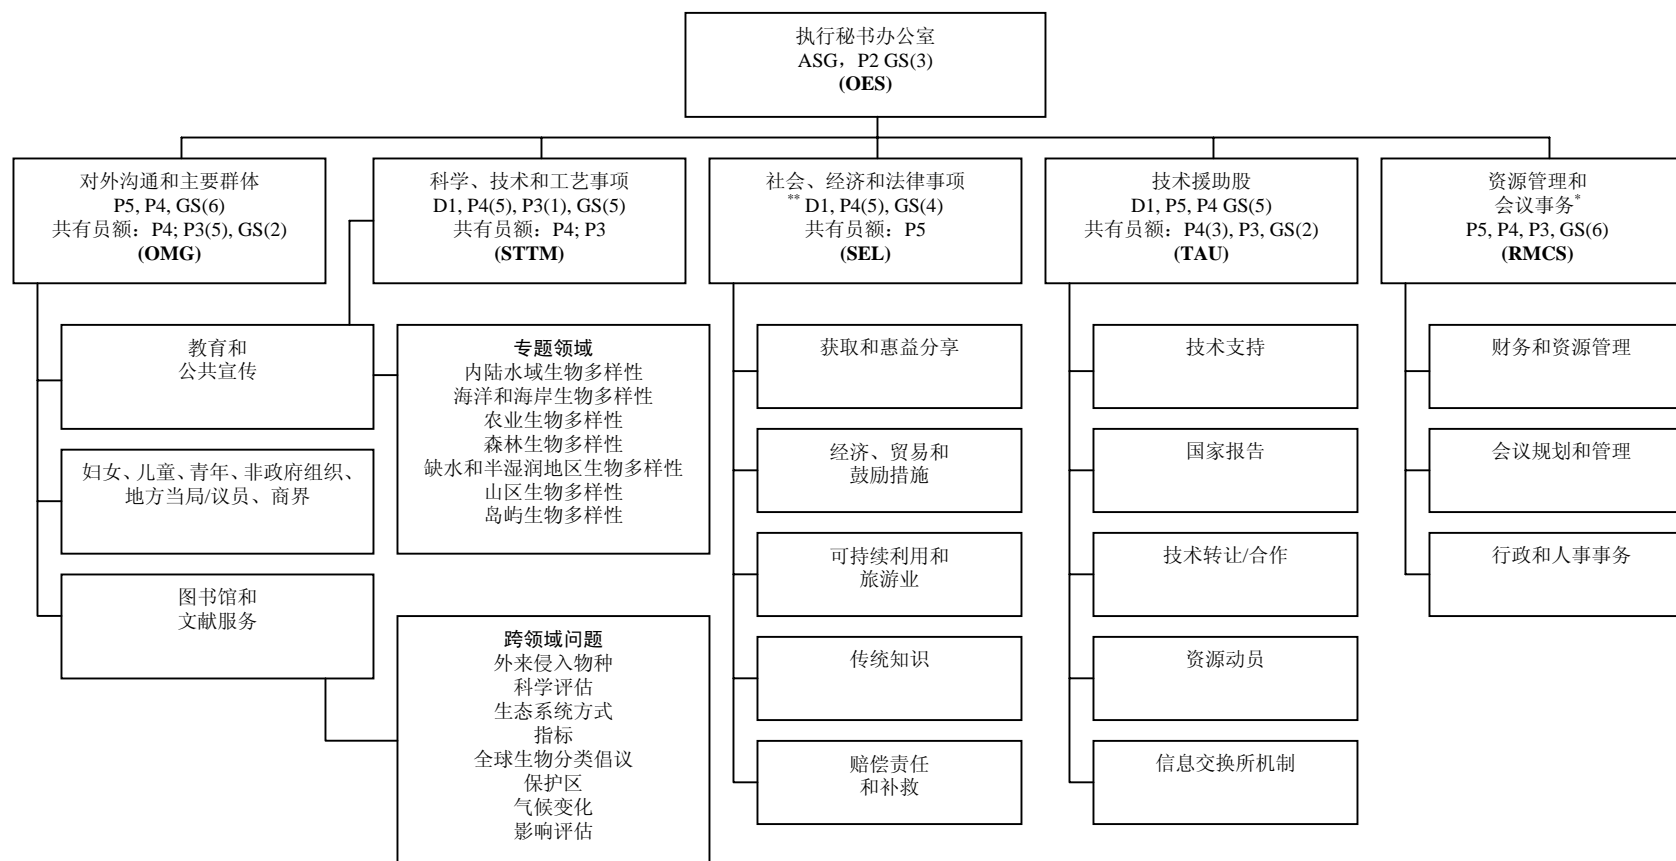 执行秘书办公室
ASG，P2 GS(3)
(OES)
对外沟通和主要群体
P5, P4, GS(6)
共有员额：P4; P3(5), GS(2)
(OMG)
科学、技术和工艺事项
D1, P4(5), P3(1), GS(5)
共有员额：P4; P3
(STTM)
社会、经济和法律事项
** D1, P4(5), GS(4)
共有员额：P5
(SEL)
技术援助股
D1, P5, P4 GS(5)
共有员额：P4(3), P3, GS(2)
(TAU)
资源管理和
会议事务*
P5, P4, P3, GS(6)
(RMCS)
教育和
公共宣传
妇女、儿童、青年、非政府组织、
地方当局/议员、商界
图书馆和
文献服务
专题领域
内陆水域生物多样性
海洋和海岸生物多样性
农业生物多样性
森林生物多样性
缺水和半湿润地区生物多样性
山区生物多样性
岛屿生物多样性
跨领域问题
外来侵入物种
科学评估
生态系统方式
指标
全球生物分类倡议
保护区
气候变化
影响评估
获取和惠益分享
经济、贸易和
鼓励措施
可持续利用和
旅游业
传统知识
赔偿责任
和补救
技术支持
国家报告
技术转让/合作
资源动员
信息交换所机制
财务和资源管理
会议规划和管理
行政和人事事务